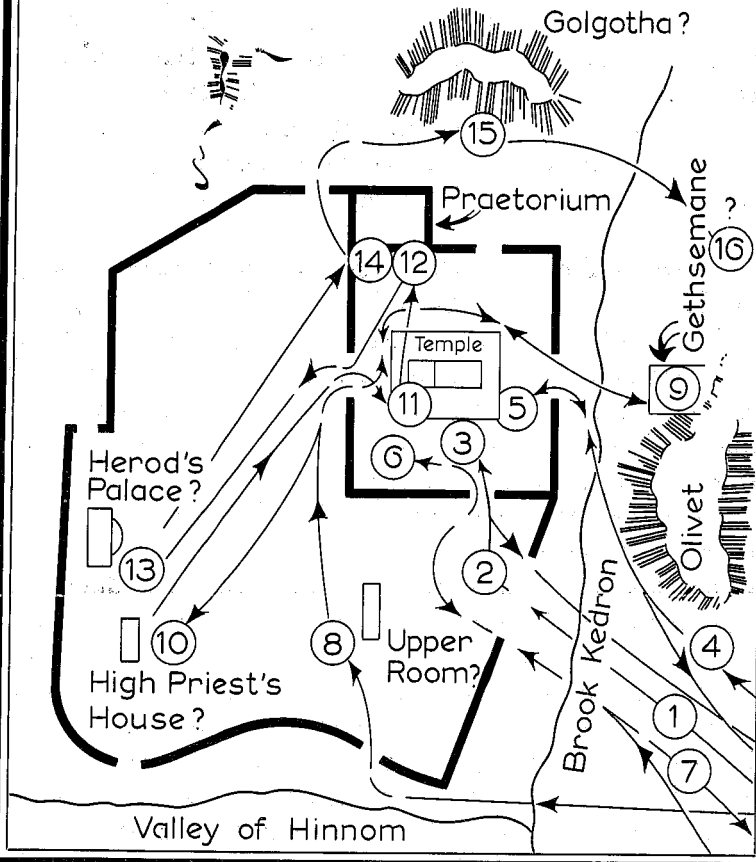 Golgotha?
15
Praetorium
Gethsemane
?
16
14
12
Temple
9
11
5
3
6
Herod's
Palace?
Olivet
13
2
10
8
Upper
Room?
Brook Kedron
4
High Priest's
House?
1
7
Valley of Hinnom